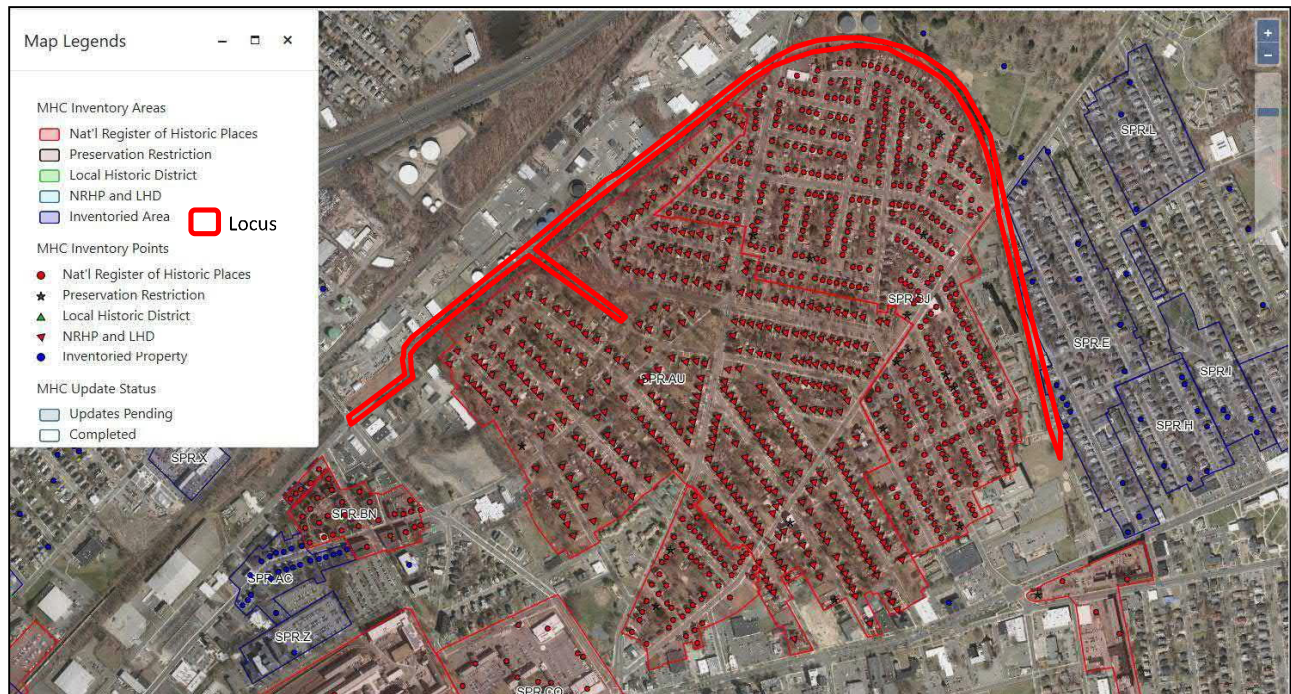 Map Legends
MHC Inventory Areas
Nat'l Register of Historic Places
Preservation Restriction
Local Historic District
NRHP and LHD
Inventoried Area
Locus
MHC Inventory Points
Nat'l Register of Historic Places
Preservation Restriction
Local Historic District
NRHP and LHD
Inventoried Property
MHC Update Status
Updates Pending
Completed
+
−
SPR.L
SPR.BJ
SPR.E
SPR.I
SPR.AU
SPR.H
SPR.X
SPR.BN
SPR.AC
SPR.Z
SPR.CO